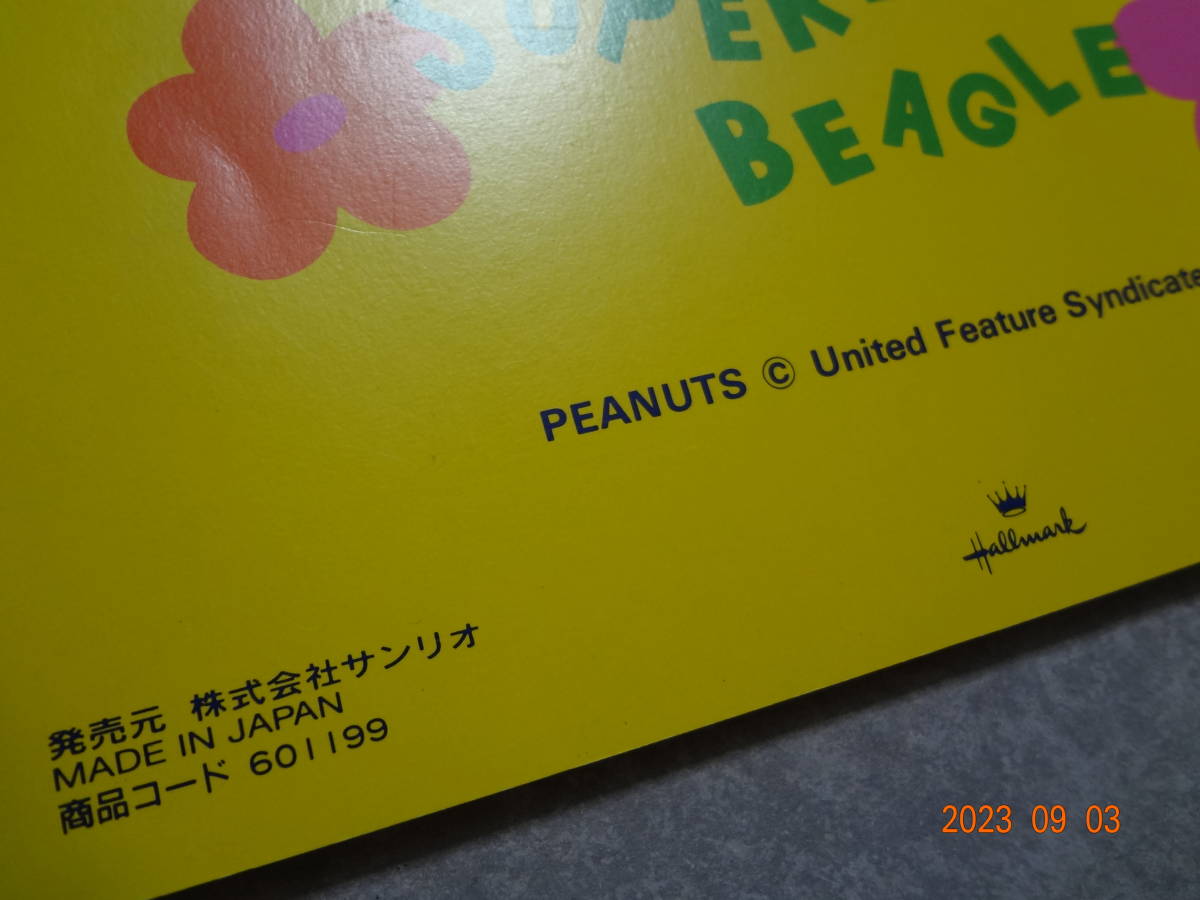 SUPER
BEAGLE
PEANUTS © United Feature Syndicate
Hallmark
発売元 株式会社サンリオ
MADE IN JAPAN
商品コード 601199
2023 09 03